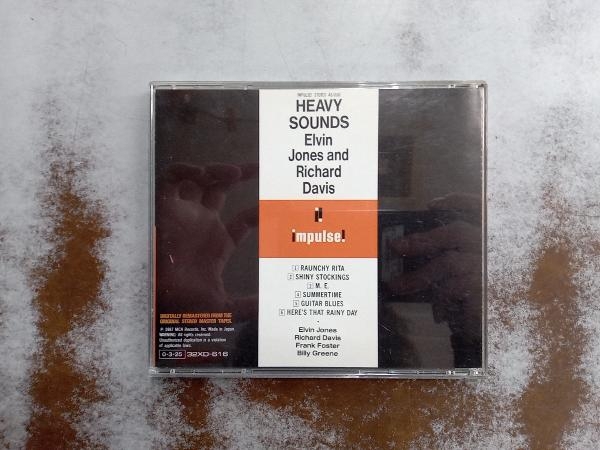 IMPULSE! STEREO
HEAVY
SOUNDS
Elvin
Jones and
Richard
Davis
impulse!
1 RAUNCHY RITA
2 SHINY STOCKINGS
3 M. E.
4 SUMMERTIME
5 GUITAR BLUES
6 HERE'S THAT RAINY DAY
Elvin Jones
Richard Davis
Frank Foster
Billy Greene
DIGITALLY REMASTERED FROM THE
ORIGINAL STEREO MASTER TAPES.
℗ 1987 MCA Records, Inc. Made in Japan
WARNING: All rights reserved.
Unauthorized duplication is a violation
of applicable laws.
0-3-25 32XD-616